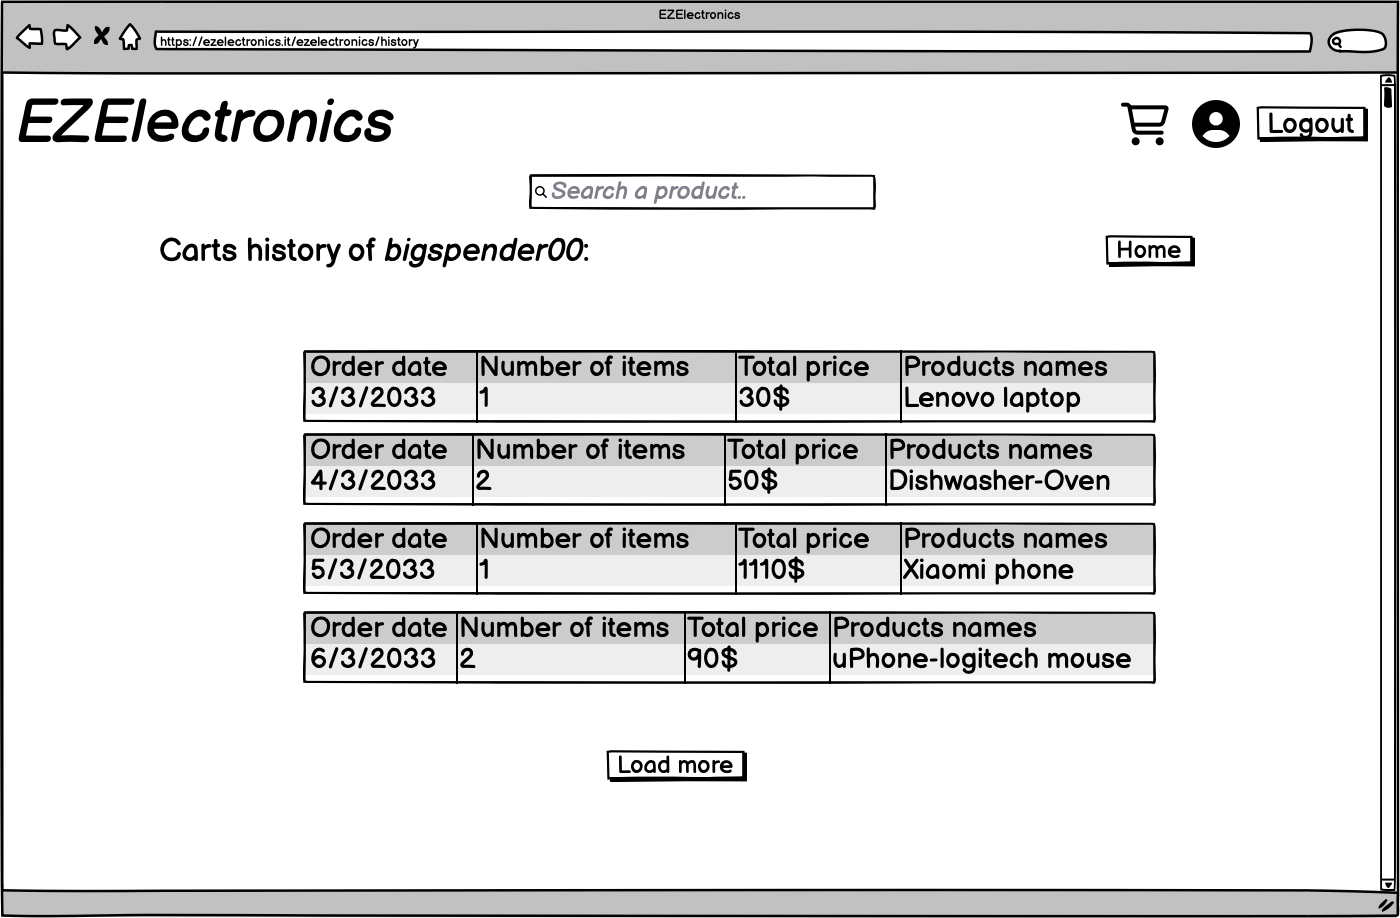 EZElectronics
https://ezelectronics.it/ezelectronics/history
EZElectronics
Logout
Search a product..
Carts history of bigspender00:
Home
Order date Number of items Total price Products names
3/3/2033 1 30$ Lenovo laptop
Order date Number of items Total price Products names
4/3/2033 2 50$ Dishwasher-Oven
Order date Number of items Total price Products names
5/3/2033 1 1110$ Xiaomi phone
Order date Number of items Total price Products names
6/3/2033 2 90$ uPhone-logitech mouse
Load more